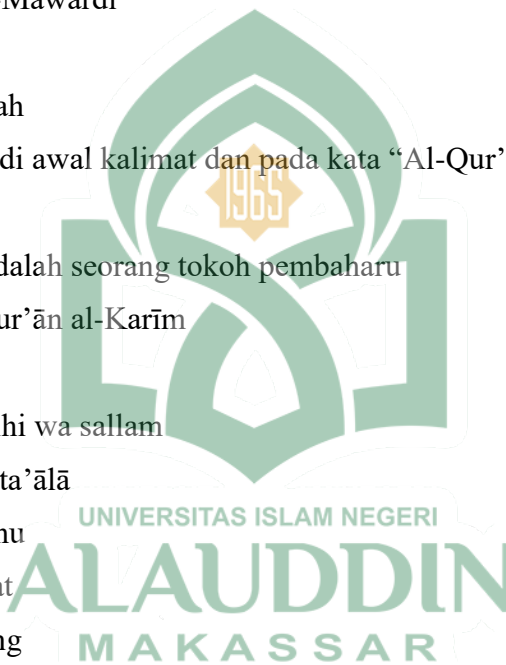 Mawardi
ah
di awal kalimat dan pada kata “Al-Qur’
1965
dalah seorang tokoh pembaharu
ur’ān al-Karīm
hi wa sallam
ta’ālā
UNIVERSITAS ISLAM NEGERI
nu
at
ALAUDDIN
ng
MAKASSAR